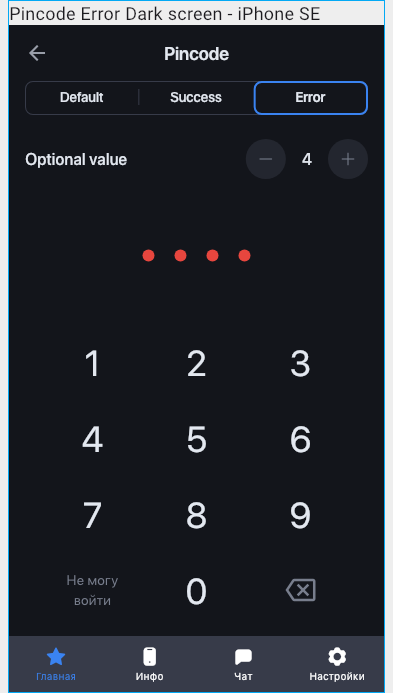 Pincode Error Dark screen - iPhone SE
Pincode
Default Success Error
Optional value 4
1 2 3
4 5 6
7 8 9
Не могу
войти
0
Главная Инфо Чат Настройки